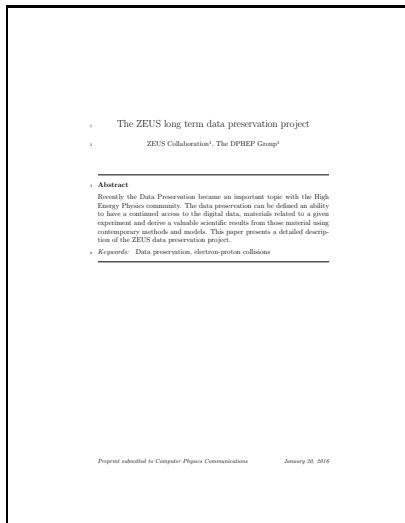 1 The ZEUS long term data preservation project
2 ZEUS Collaboration¹, The DPHEP Group²
4 Abstract
Recently the Data Preservation became an important topic with the High
Energy Physics community. The data preservation can be defined an ability
to have a continued access to the digital data, materials related to a given
experiment and derive a valuable scientific results from those material using
contemporary methods and models. This paper presents a detailed descrip-
tion of the ZEUS data preservation project.
Keywords: Data preservation, electron-proton collisions
Preprint submitted to Computer Physics Communications January 20, 2016